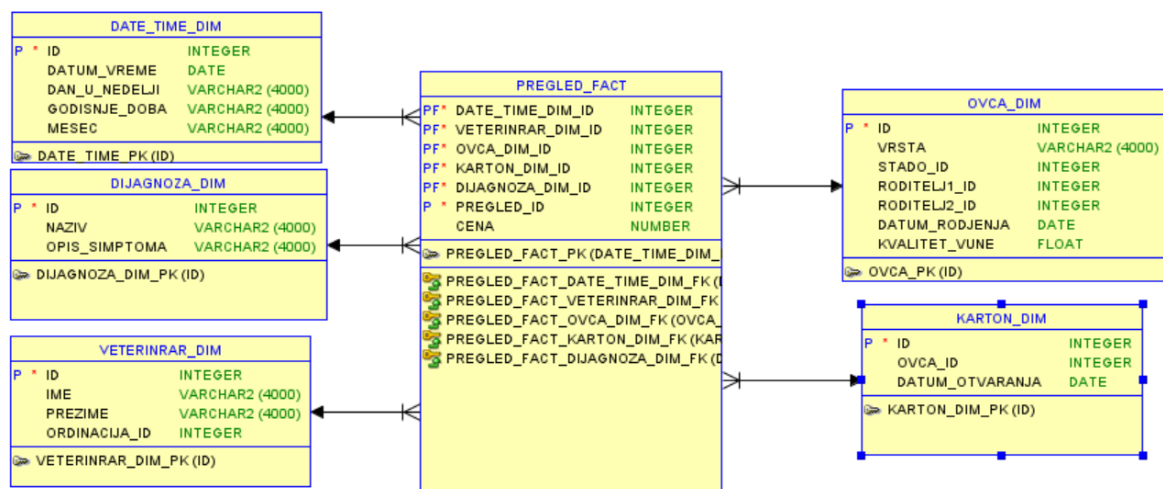 DATE_TIME_DIM
P * ID INTEGER
DATUM_VREME DATE
DAN_U_NEDELJI VARCHAR2 (4000)
GODISNJE_DOBA VARCHAR2 (4000)
MESEC VARCHAR2 (4000)
DATE_TIME_PK (ID)
DIJAGNOZA_DIM
P * ID INTEGER
NAZIV VARCHAR2 (4000)
OPIS_SIMPTOMA VARCHAR2 (4000)
DIJAGNOZA_DIM_PK (ID)
VETERINRAR_DIM
P * ID INTEGER
IME VARCHAR2 (4000)
PREZIME VARCHAR2 (4000)
ORDINACIJA_ID INTEGER
VETERINRAR_DIM_PK (ID)
PREGLED_FACT
PF* DATE_TIME_DIM_ID INTEGER
PF* VETERINRAR_DIM_ID INTEGER
PF* OVCA_DIM_ID INTEGER
PF* KARTON_DIM_ID INTEGER
PF* DIJAGNOZA_DIM_ID INTEGER
P * PREGLED_ID INTEGER
CENA NUMBER
PREGLED_FACT_PK (DATE_TIME_DIM_
PREGLED_FACT_DATE_TIME_DIM_FK (
PREGLED_FACT_VETERINRAR_DIM_FK
PREGLED_FACT_OVCA_DIM_FK (OVCA_
PREGLED_FACT_KARTON_DIM_FK (KAR
PREGLED_FACT_DIJAGNOZA_DIM_FK (
OVCA_DIM
P * ID INTEGER
VRSTA VARCHAR2 (4000)
STADO_ID INTEGER
RODITELJ1_ID INTEGER
RODITELJ2_ID INTEGER
DATUM_RODJENJA DATE
KVALITET_VUNE FLOAT
OVCA_PK (ID)
KARTON_DIM
P * ID INTEGER
OVCA_ID INTEGER
DATUM_OTVARANJA DATE
KARTON_DIM_PK (ID)